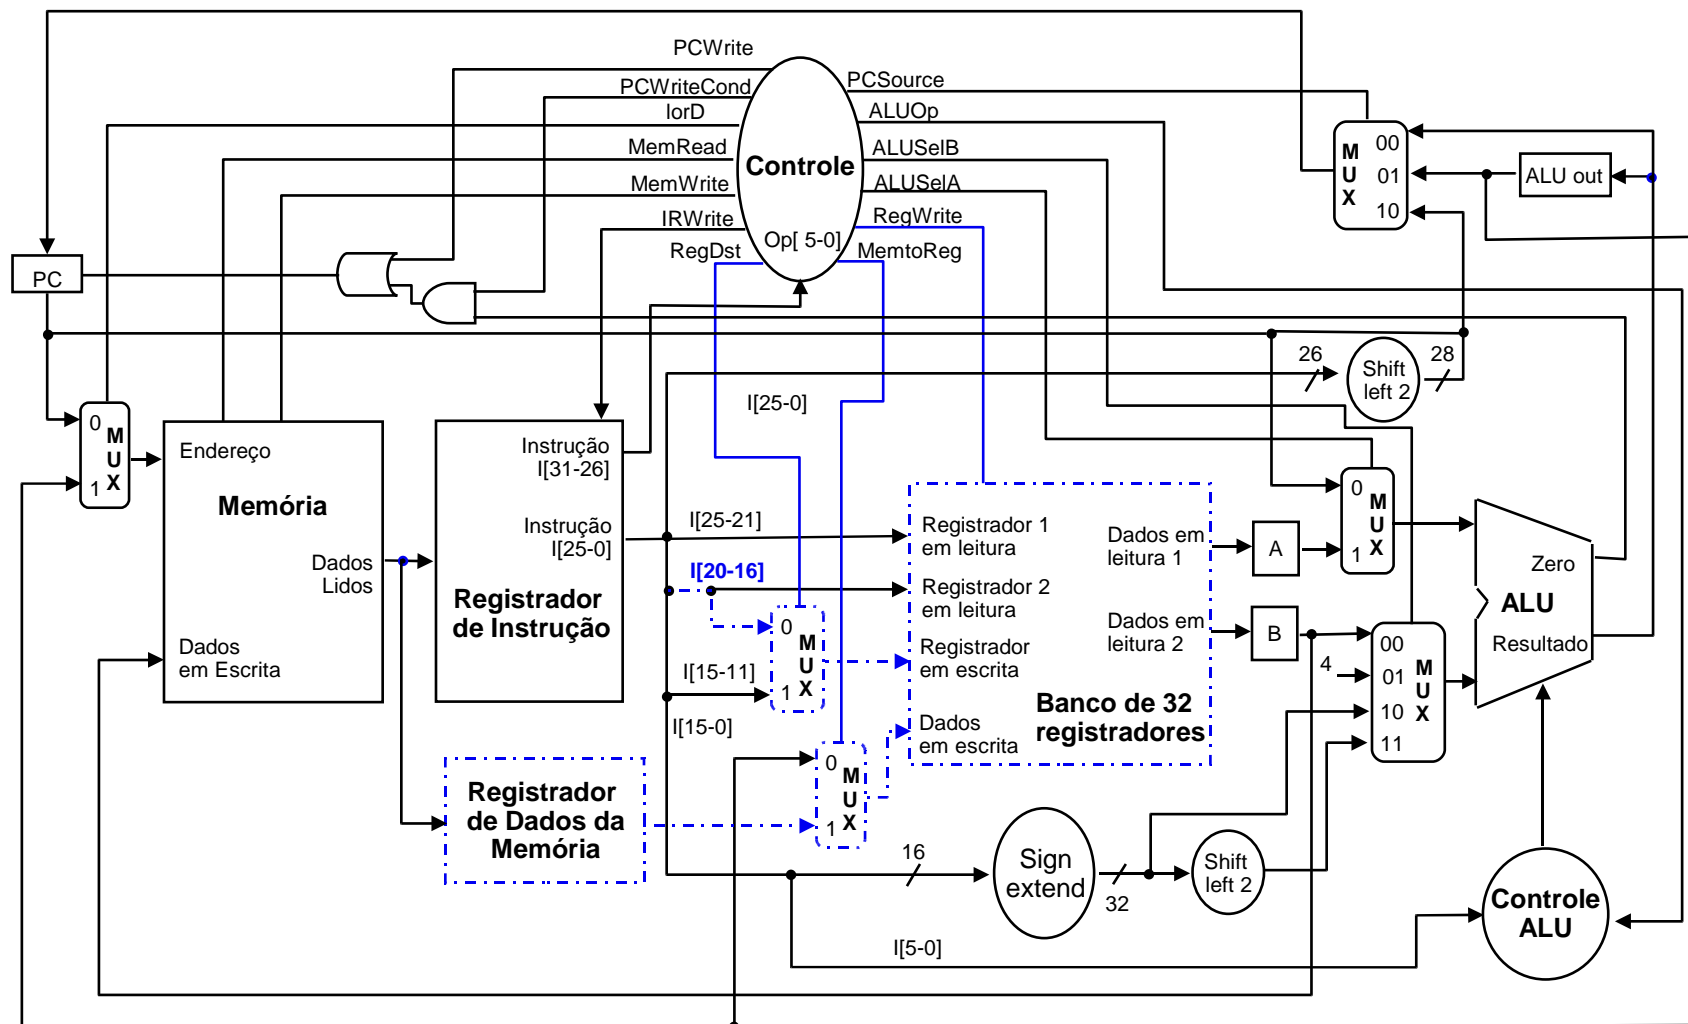 PCWrite
PCWriteCond
IorD
MemRead
MemWrite
IRWrite
RegDst
Controle
Op[ 5-0]
PCSource
ALUOp
ALUSelB
ALUSelA
RegWrite
MemtoReg
M
U
X
00
01
10
ALU out
PC
26
Shift
left 2
28
I[25-0]
0
1
M
U
X
Endereço
Memória
Dados
Lidos
Dados
em Escrita
Instrução
I[31-26]
Instrução
I[25-0]
Registrador
de Instrução
I[25-21]
I[20-16]
I[15-11]
I[15-0]
0
1
M
U
X
Registrador 1
em leitura
Registrador 2
em leitura
Registrador
em escrita
Dados
em escrita
Dados em
leitura 1
Dados em
leitura 2
Banco de 32
registradores
A
B
4
0
1
M
U
X
00
01
10
11
M
U
X
Zero
ALU
Resultado
Registrador
de Dados da
Memória
0
1
M
U
X
16
Sign
extend
32
Shift
left 2
I[5-0]
Controle
ALU